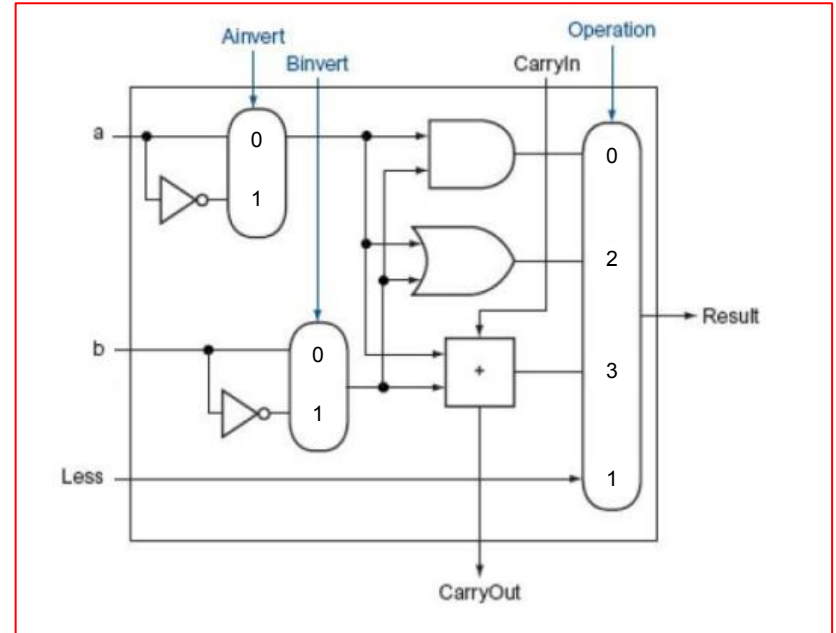 Ainvert
Operation
Binvert
CarryIn
a
0
0
1
2
Result
b
0
3
+
1
Less
1
CarryOut